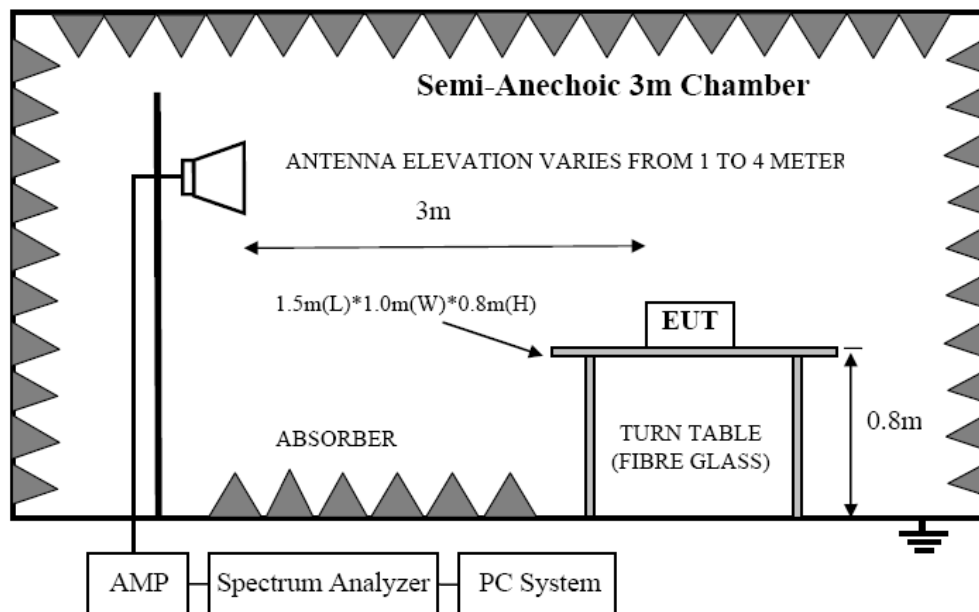 Semi-Anechoic 3m Chamber
ANTENNA ELEVATION VARIES FROM 1 TO 4 METER
3m
1.5m(L)*1.0m(W)*0.8m(H)
EUT
0.8m
ABSORBER
TURN TABLE
(FIBRE GLASS)
AMP
Spectrum Analyzer
PC System